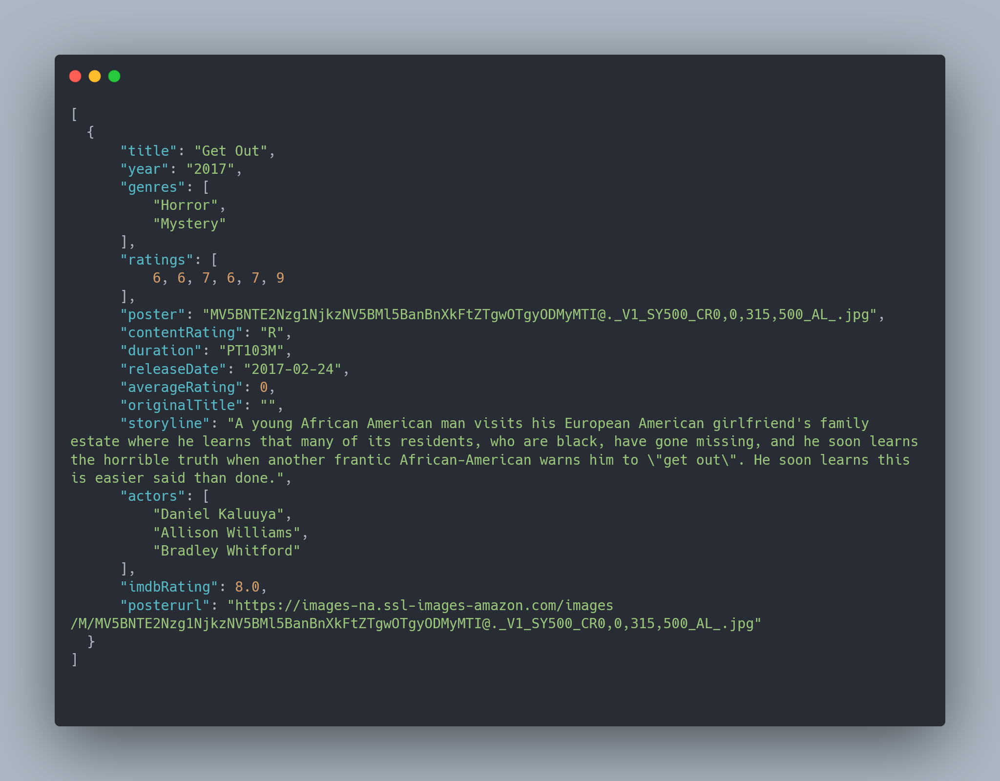 [
  {
      "title": "Get Out",
      "year": "2017",
      "genres": [
          "Horror",
          "Mystery"
      ],
      "ratings": [
          6, 6, 7, 6, 7, 9
      ],
      "poster": "MV5BNTE2Nzg1NjkzNV5BMl5BanBnXkFtZTgwOTgyODMyMTI@._V1_SY500_CR0,0,315,500_AL_.jpg",
      "contentRating": "R",
      "duration": "PT103M",
      "releaseDate": "2017-02-24",
      "averageRating": 0,
      "originalTitle": "",
      "storyline": "A young African American man visits his European American girlfriend's family
estate where he learns that many of its residents, who are black, have gone missing, and he soon learns
the horrible truth when another frantic African-American warns him to \"get out\". He soon learns this
is easier said than done.",
      "actors": [
          "Daniel Kaluuya",
          "Allison Williams",
          "Bradley Whitford"
      ],
      "imdbRating": 8.0,
      "posterurl": "https://images-na.ssl-images-amazon.com/images
/M/MV5BNTE2Nzg1NjkzNV5BMl5BanBnXkFtZTgwOTgyODMyMTI@._V1_SY500_CR0,0,315,500_AL_.jpg"
  }
]